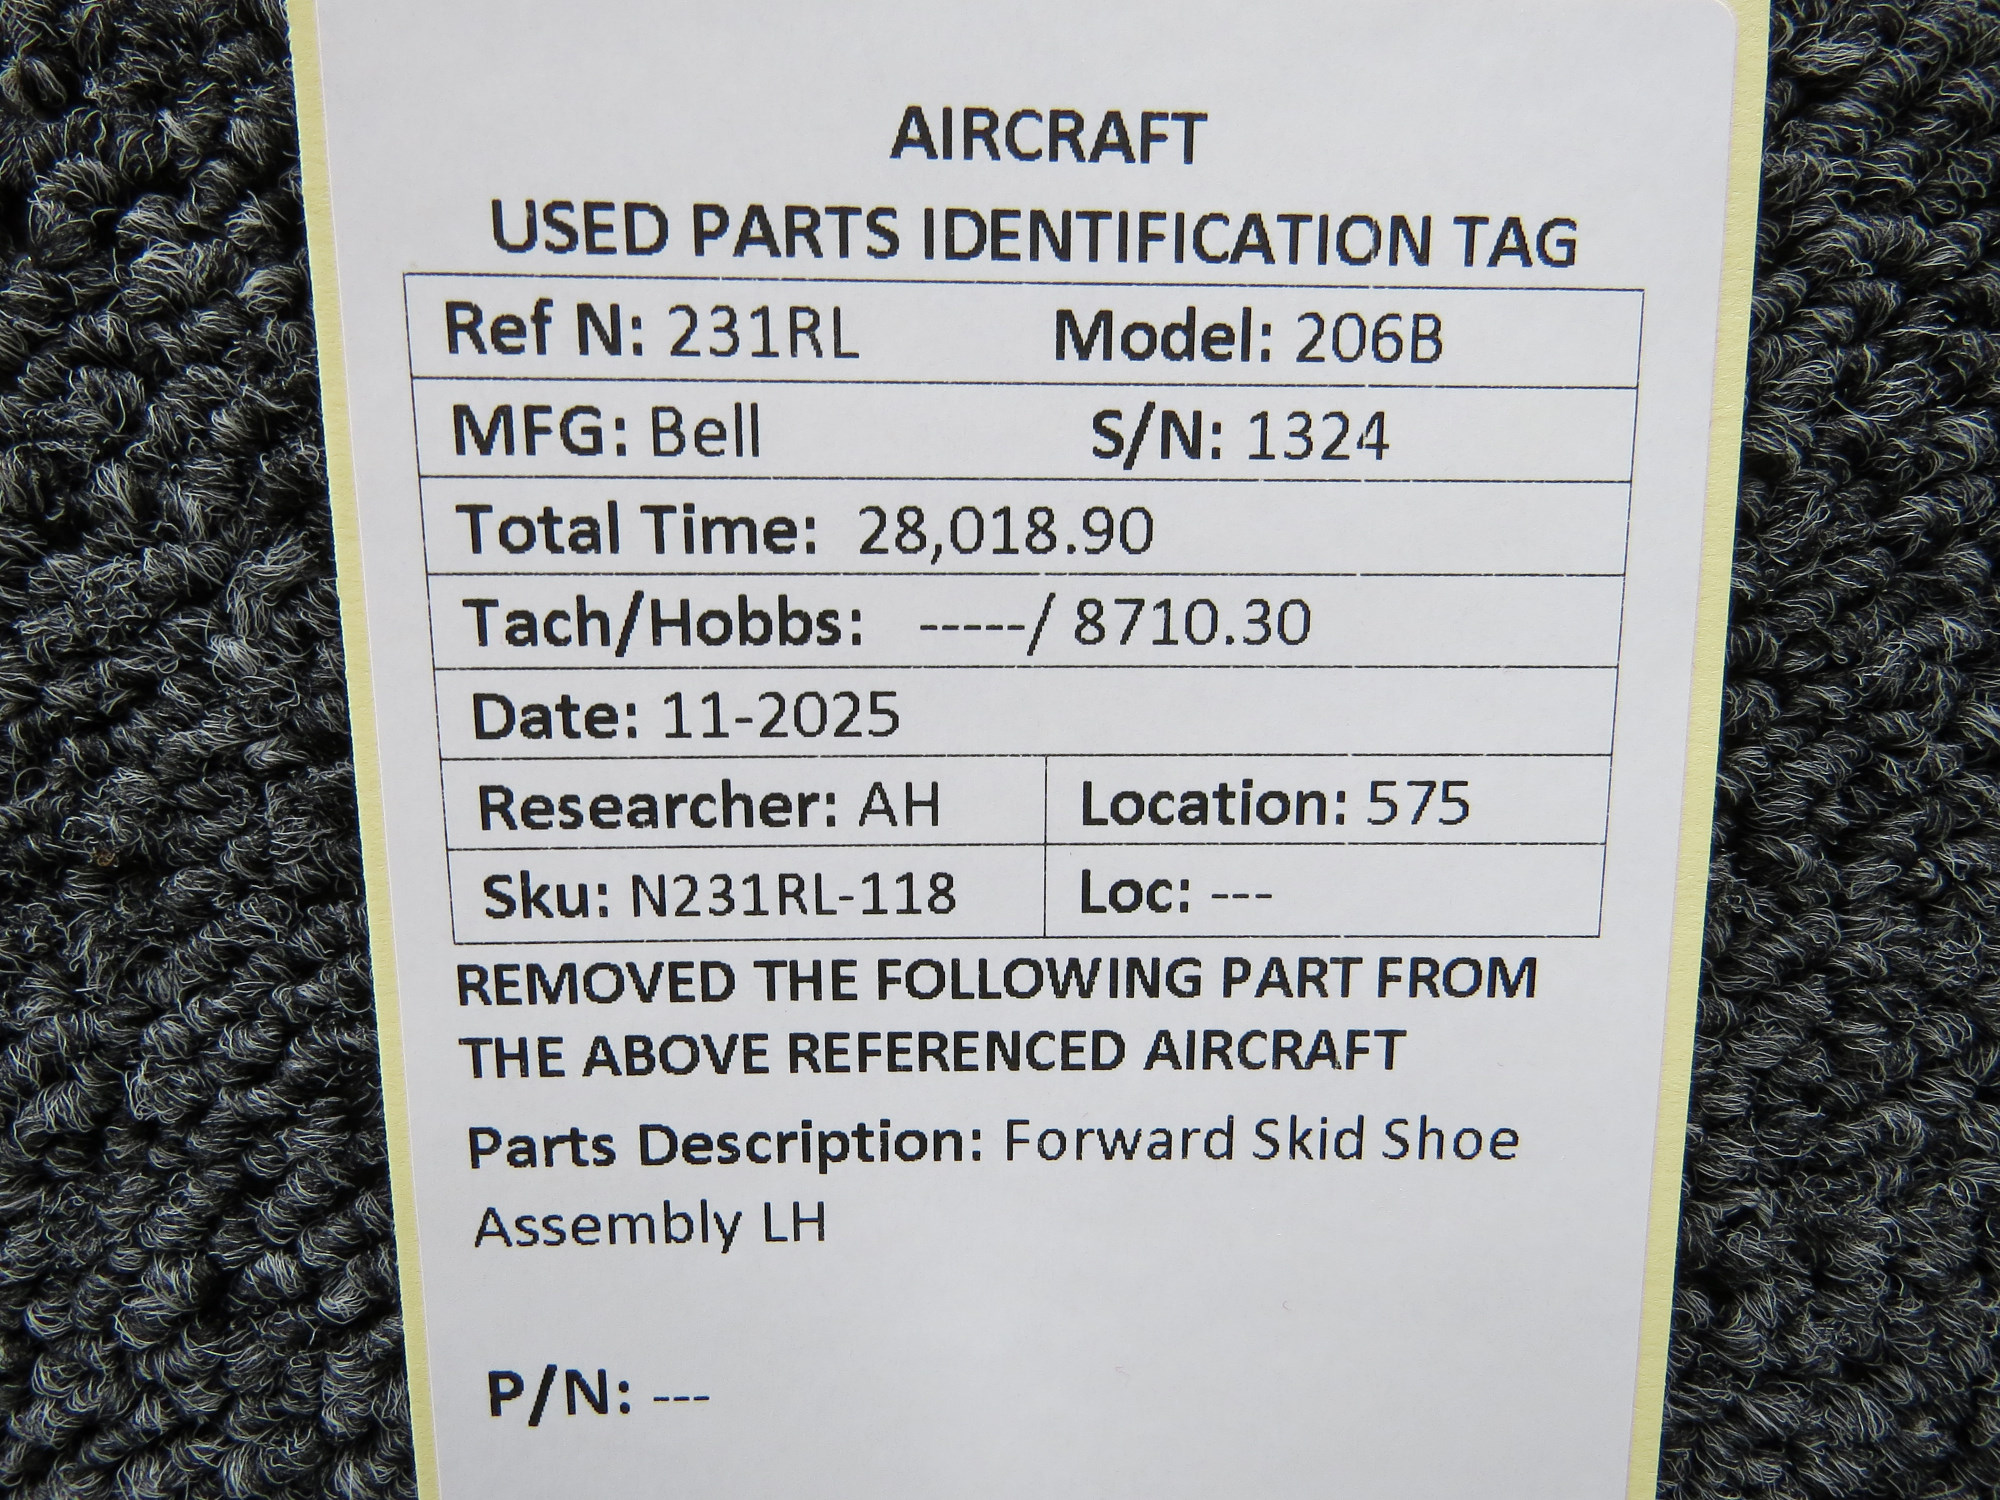 AIRCRAFT
USED PARTS IDENTIFICATION TAG
Ref N: 231RL Model: 206B
MFG: Bell S/N: 1324
Total Time: 28,018.90
Tach/Hobbs: -----/ 8710.30
Date: 11-2025
Researcher: AH Location: 575
Sku: N231RL-118 Loc: ---
REMOVED THE FOLLOWING PART FROM
THE ABOVE REFERENCED AIRCRAFT
Parts Description: Forward Skid Shoe
Assembly LH
P/N: ---